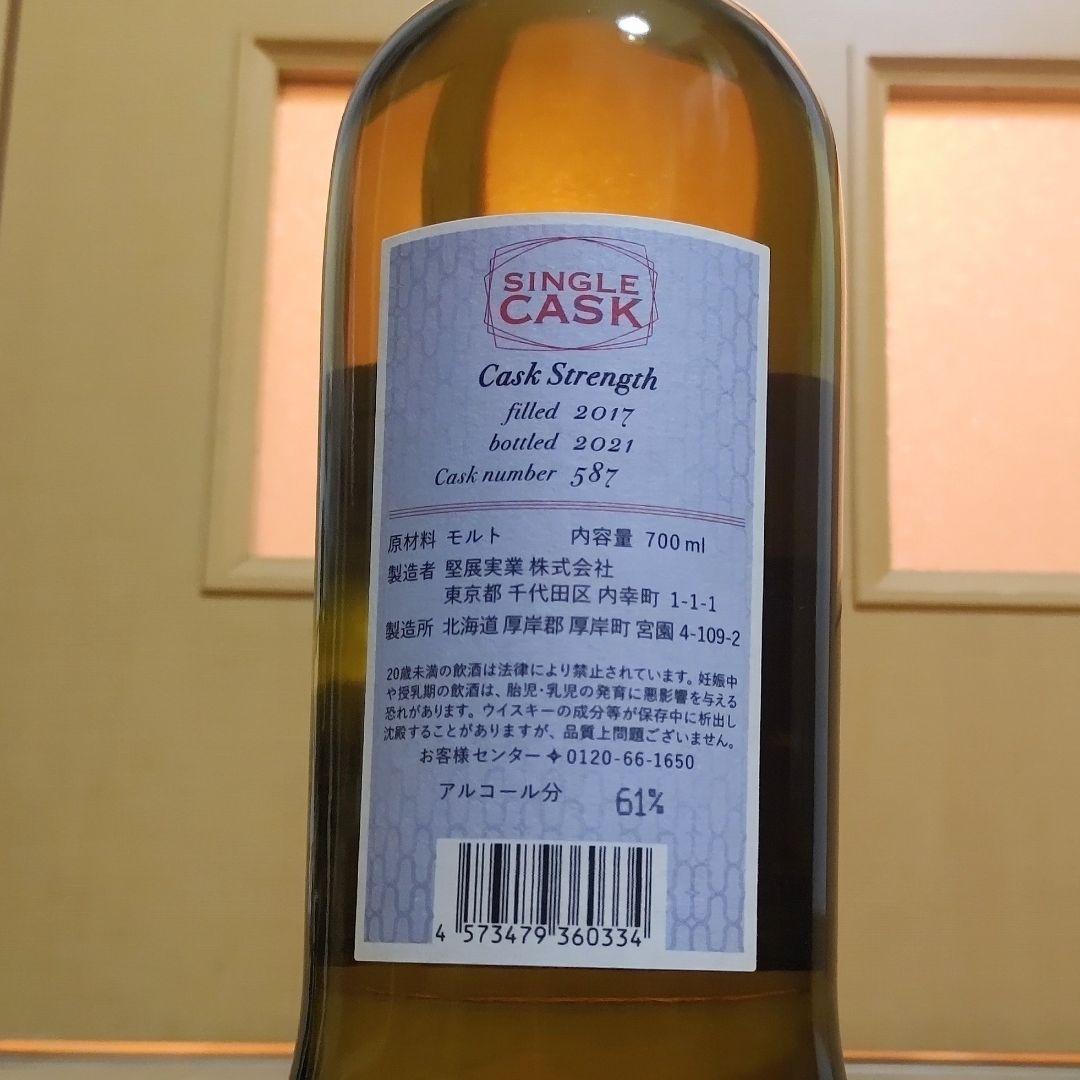 SINGLE
CASK
Cask Strength
filled 2017
bottled 2021
Cask number 587
原材料 モルト 内容量 700ml
製造者 堅展実業 株式会社
東京都 千代田区 内幸町 1-1-1
製造所 北海道 厚岸郡 厚岸町 宮園 4-109-2
20歳未満の飲酒は法律により禁止されています。妊娠中
や授乳期の飲酒は、胎児・乳児の発育に悪影響を与える
恐れがあります。ウイスキーの成分等が保存中に析出し
沈殿することがありますが、品質上問題ございません。
お客様センター✧0120-66-1650
アルコール分 61%
4 573479 360334